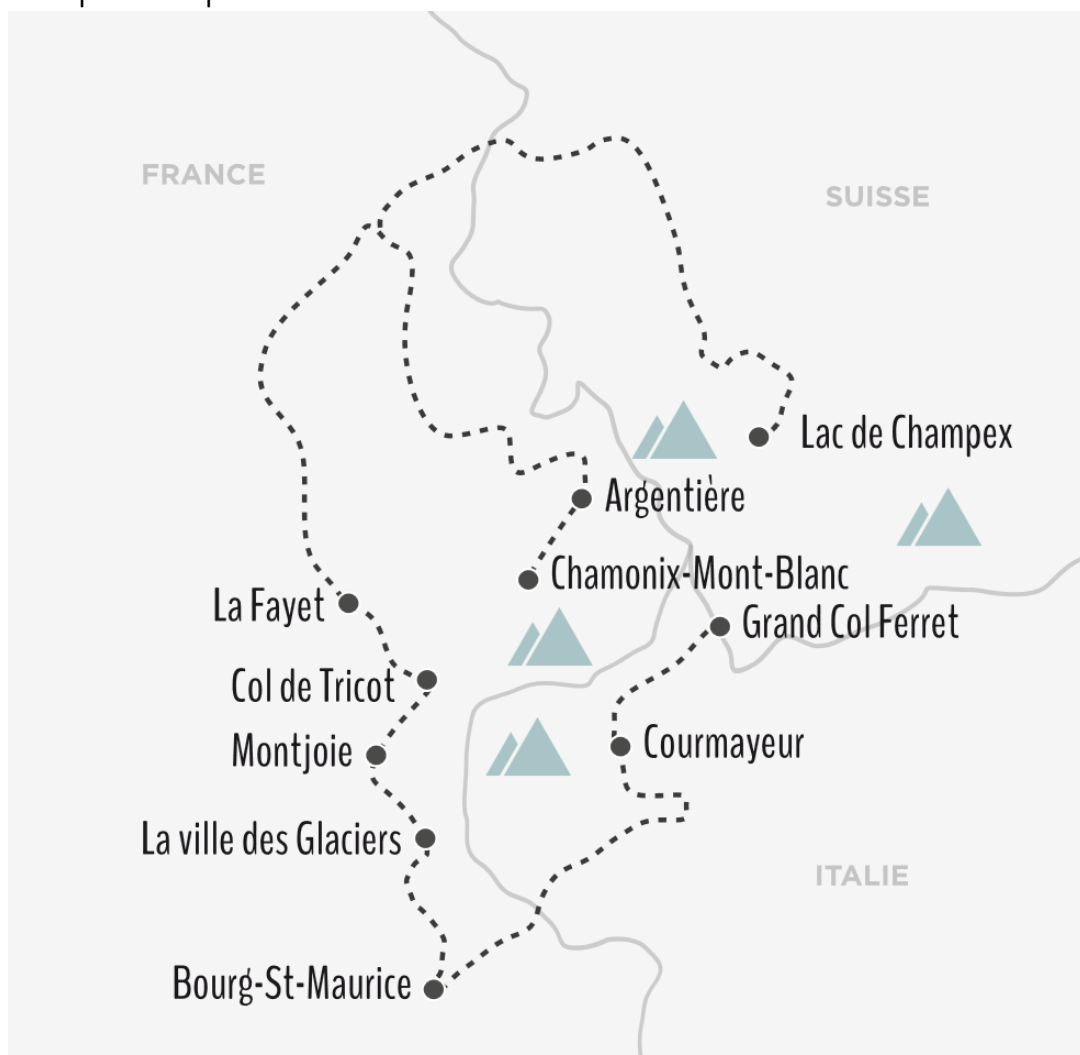 FRANCE
SUISSE
Lac de Champex
Argentière
Chamonix-Mont-Blanc
La Fayet
Grand Col Ferret
Col de Tricot
Montjoie
Courmayeur
La ville des Glaciers
ITALIE
Bourg-St-Maurice